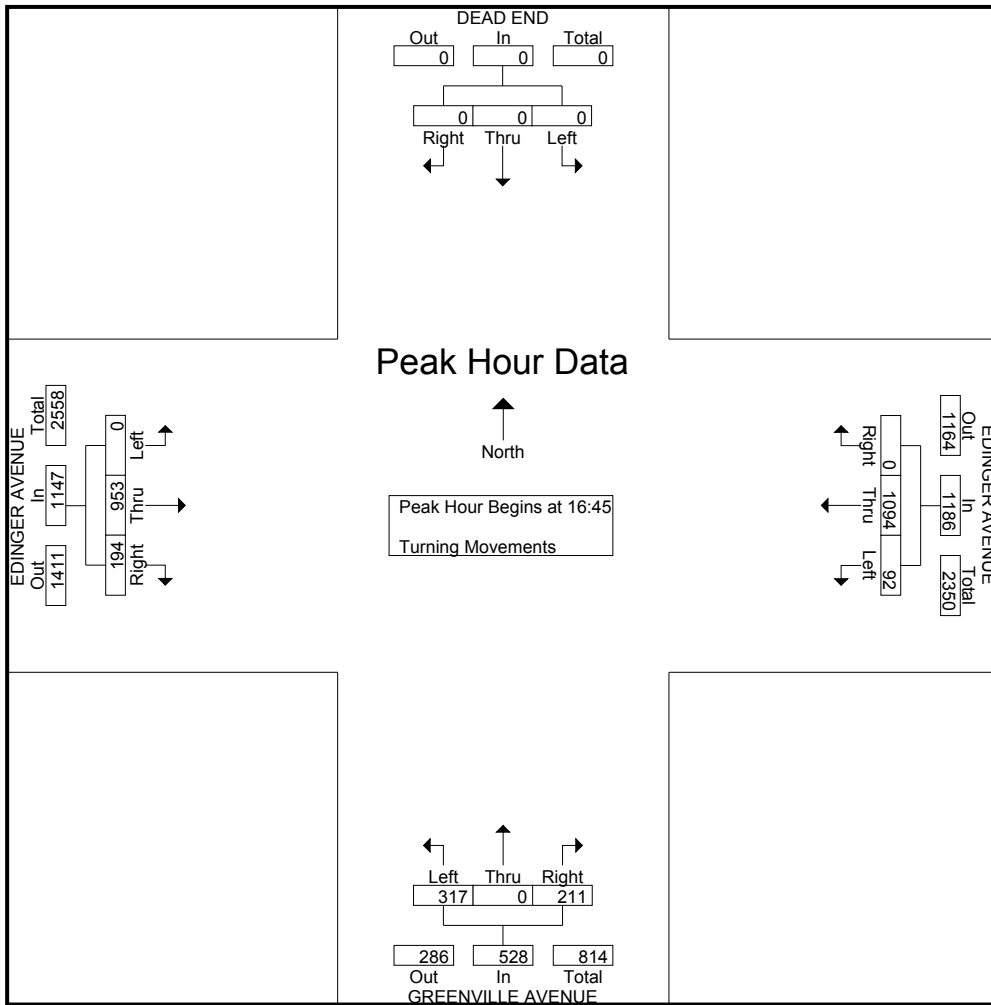 DEAD END
Out In Total
0 0 0
0 0 0
Right Thru Left
Peak Hour Data
North
Peak Hour Begins at 16:45
Turning Movements
EDINGER AVENUE
Total In Out
2558 1147 1411
0 953 194
Left Thru Right
Right Thru Left
0 1094 92
1164 1186 2350
Out In Total
EDINGER AVENUE
Left Thru Right
317 0 211
286 528 814
Out In Total
GREENVILLE AVENUE